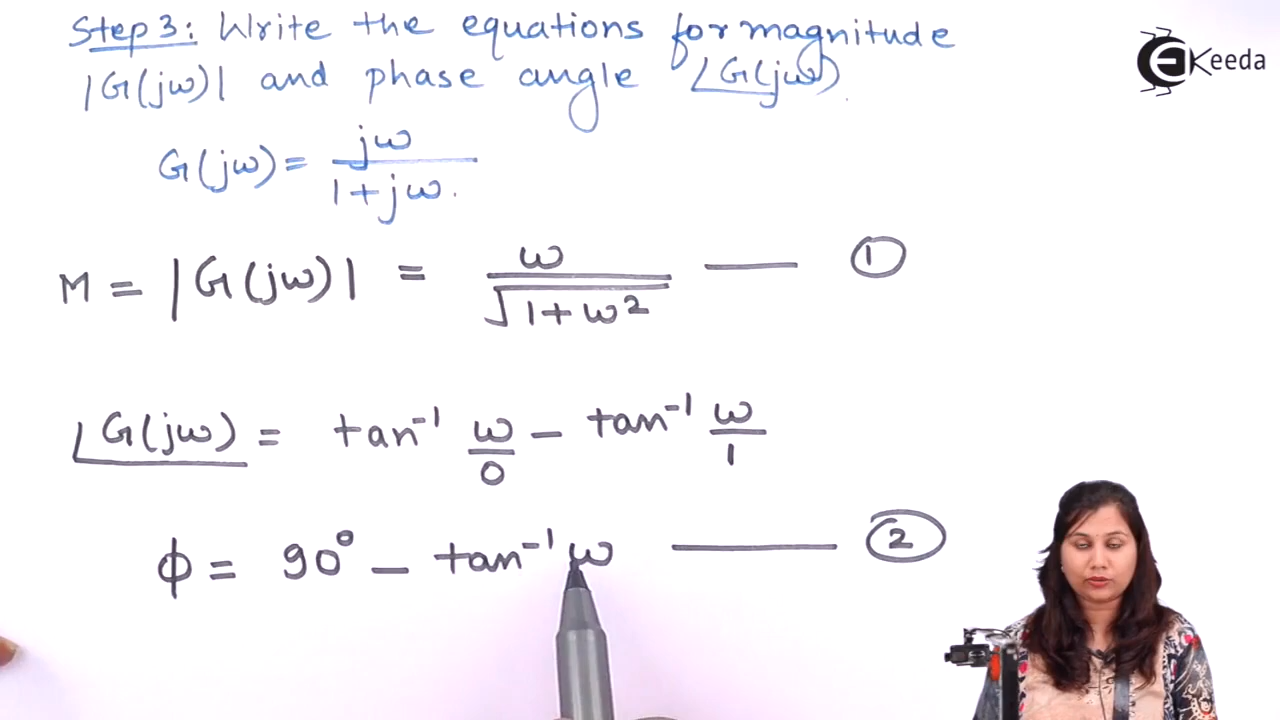 Step 3: Write the equations for magnitude
|G(jω)| and phase angle ∠G(jω).
G(jω) = jω / 1+jω.
M = |G(jω)| = ω / √1+ω² —— ①
∠G(jω) = tan⁻¹ ω/0 − tan⁻¹ ω/1
ϕ = 90° − tan⁻¹ ω —— ②
EKeeda